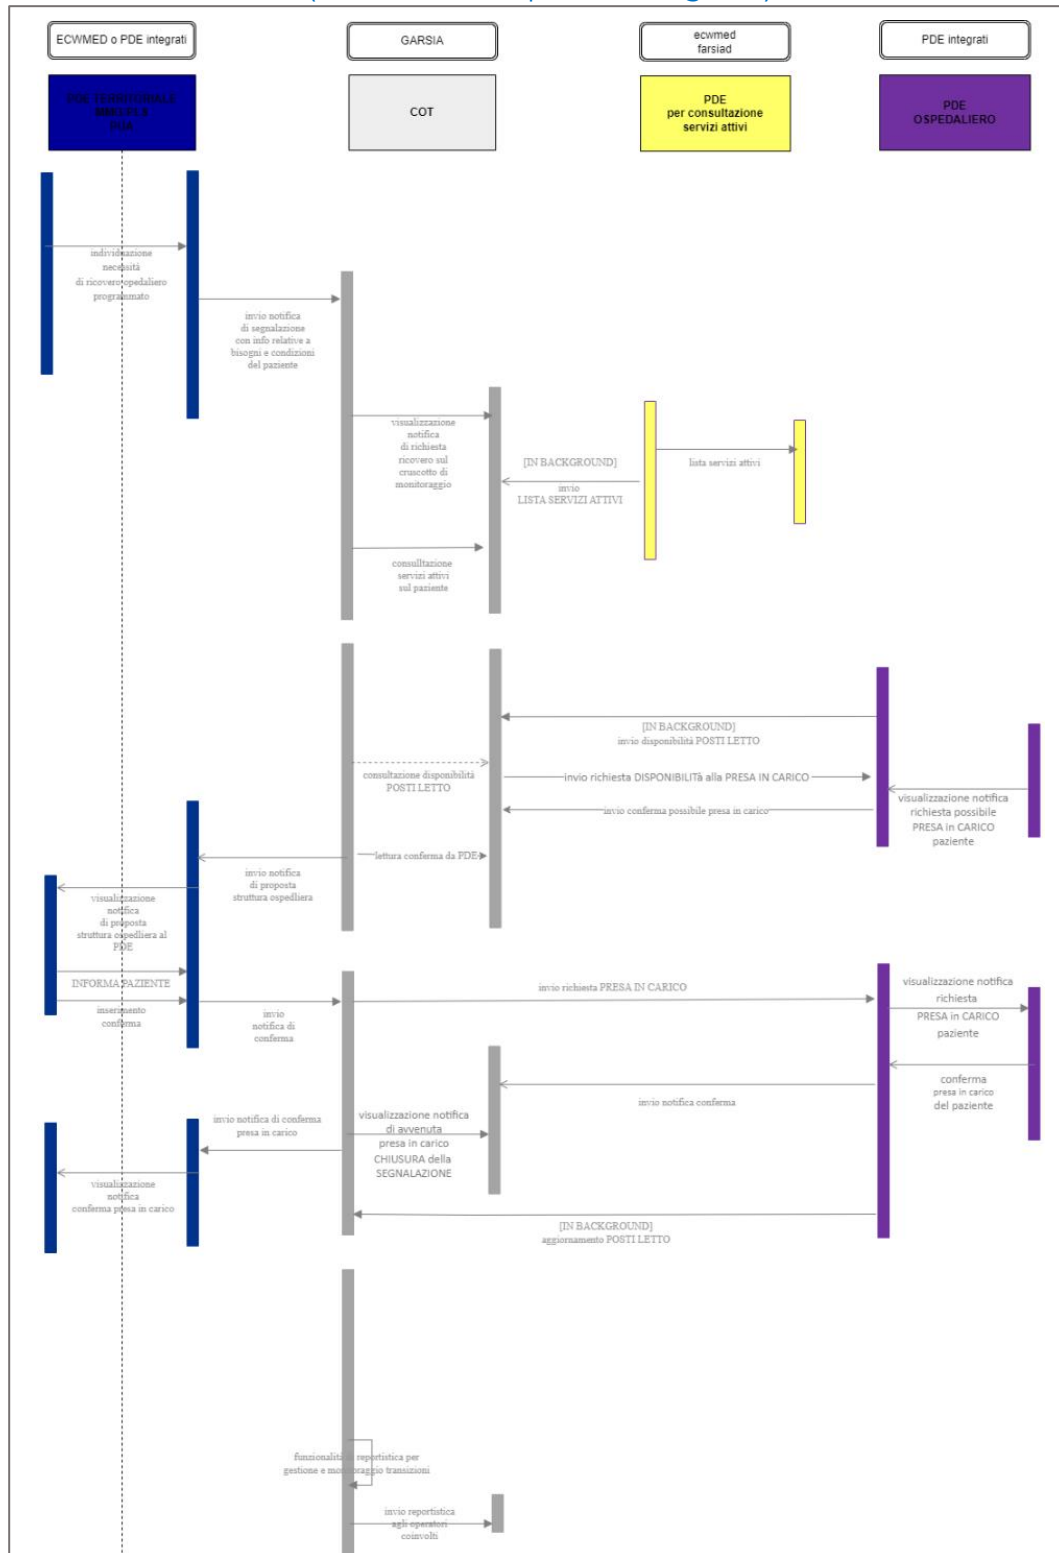 ECWMED o PDE integrati
GARSIA
ecwmed
farsiad
PDE integrati
PDE TERRITORIALE
COT
PDE
per consultazione
servizi attivi
PDE
OSPEDALIERO
individuazione
necessità
di ricovero opedaliero
programmato
invio notifica
di segnalazione
con info relative a
bisogni e condizioni
del paziente
visualizzazione
notifica
di richiesta
ricovero sul
cruscotto di
monitoraggio
[IN BACKGROUND]
invio
LISTA SERVIZI ATTIVI
lista servizi attivi
consulltazione
servizi attivi
sul paziente
[IN BACKGROUND]
invio disponibilità POSTI LETTO
consultazione disponibilità
POSTI LETTO
invio richiesta DISPONIBILITá alla PRESA IN CARICO
invio conferma possibile presa in carico
visualizzazione notifica
richiesta possibile
PRESA in CARICO
paziente
lettura conferma da PDE
invio notifica
di proposta
struttura ospedliera
visualizzazione
notifica
di proposta
struttura ospedliera al
PDE
INFORMA PAZIENTE
inserimento
conferma
invio
notifica di
conferma
invio richiesta PRESA IN CARICO
visualizzazione notifica
richiesta
PRESA in CARICO
paziente
conferma
presa in carico
del paziente
invio notifica conferma
invio notifica di conferma
presa in carico
visualizzazione notifica
di avvenuta
presa in carico
CHIUSURA della
SEGNALAZIONE
visualizzazione
notifica
conferma presa in carico
[IN BACKGROUND]
aggiornamento POSTI LETTO
funzionalità di reportistica per
gestione e monitoraggio transizioni
invio reportistica
agli operatori
coinvolti